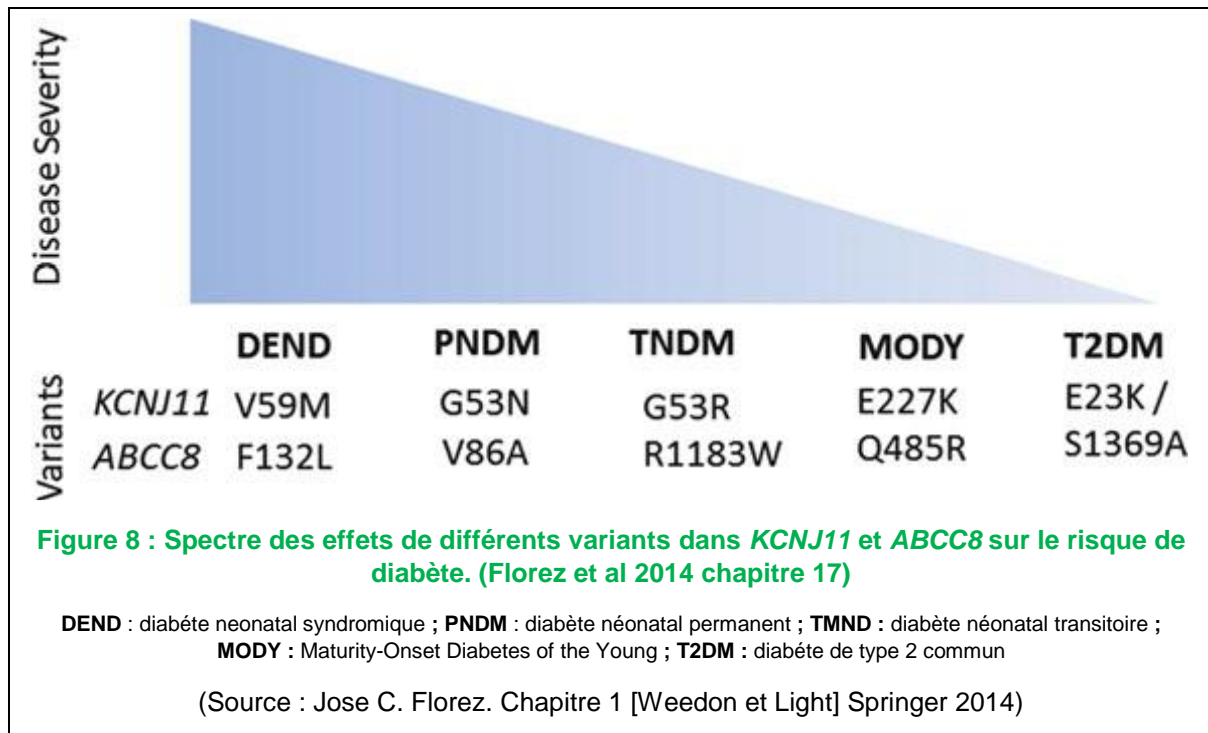 Disease Severity
DEND PNDM TNDM MODY T2DM
Variants
KCNJ11 V59M G53N G53R E227K E23K /
ABCC8 F132L V86A R1183W Q485R S1369A
Figure 8 : Spectre des effets de différents variants dans KCNJ11 et ABCC8 sur le risque de
diabète. (Florez et al 2014 chapitre 17)
DEND : diabéte neonatal syndromique ; PNDM : diabète néonatal permanent ; TMND : diabète néonatal transitoire ;
MODY : Maturity-Onset Diabetes of the Young ; T2DM : diabéte de type 2 commun
(Source : Jose C. Florez. Chapitre 1 [Weedon et Light] Springer 2014)